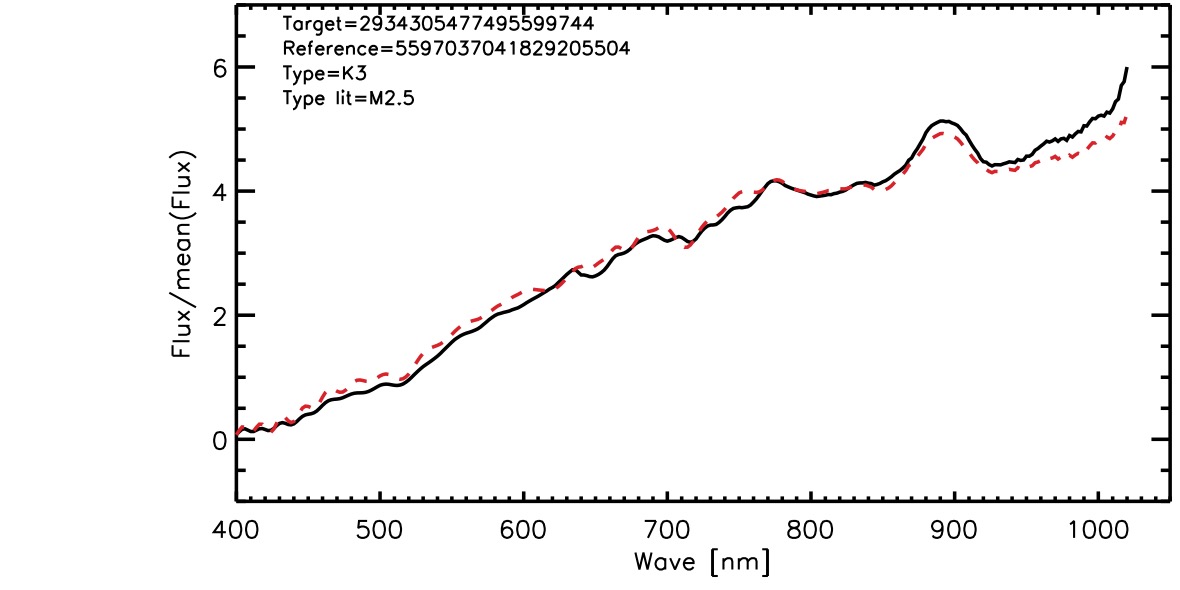 Target=2934305477495599744
Reference=5597037041829205504
Type=K3
Type lit=M2.5
6
4
2
0
Flux/mean(Flux)
400 500 600 700 800 900 1000
Wave [nm]